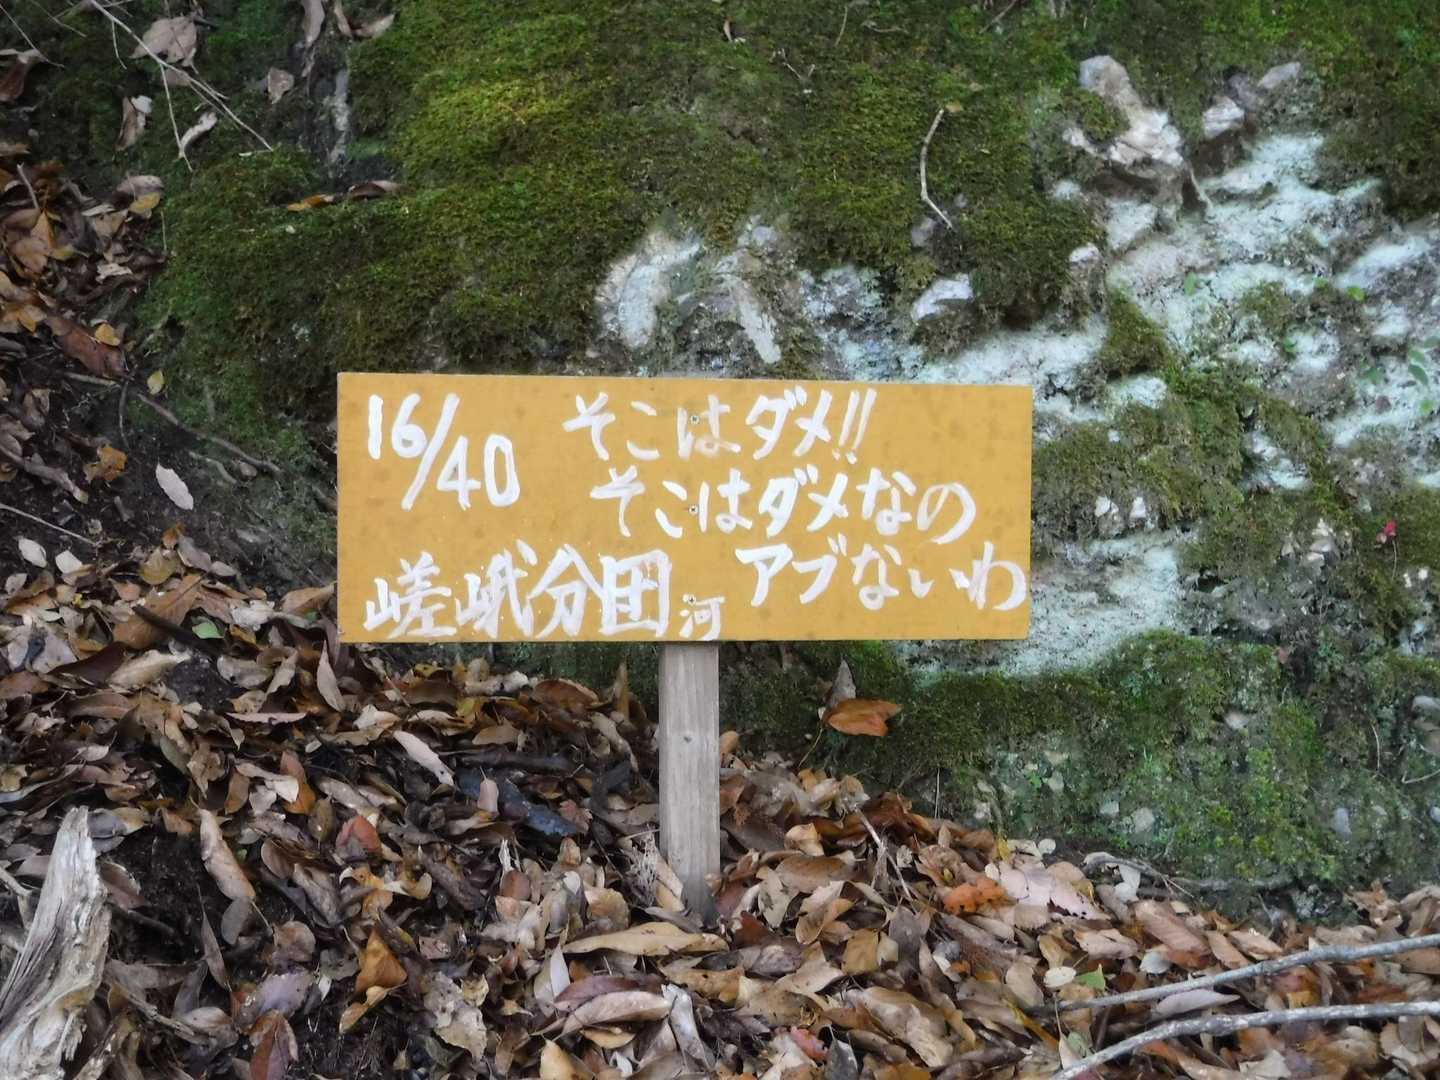 16/40
そこはダメ!!
そこはダメなの
アブないわ
嵯峨分団 河